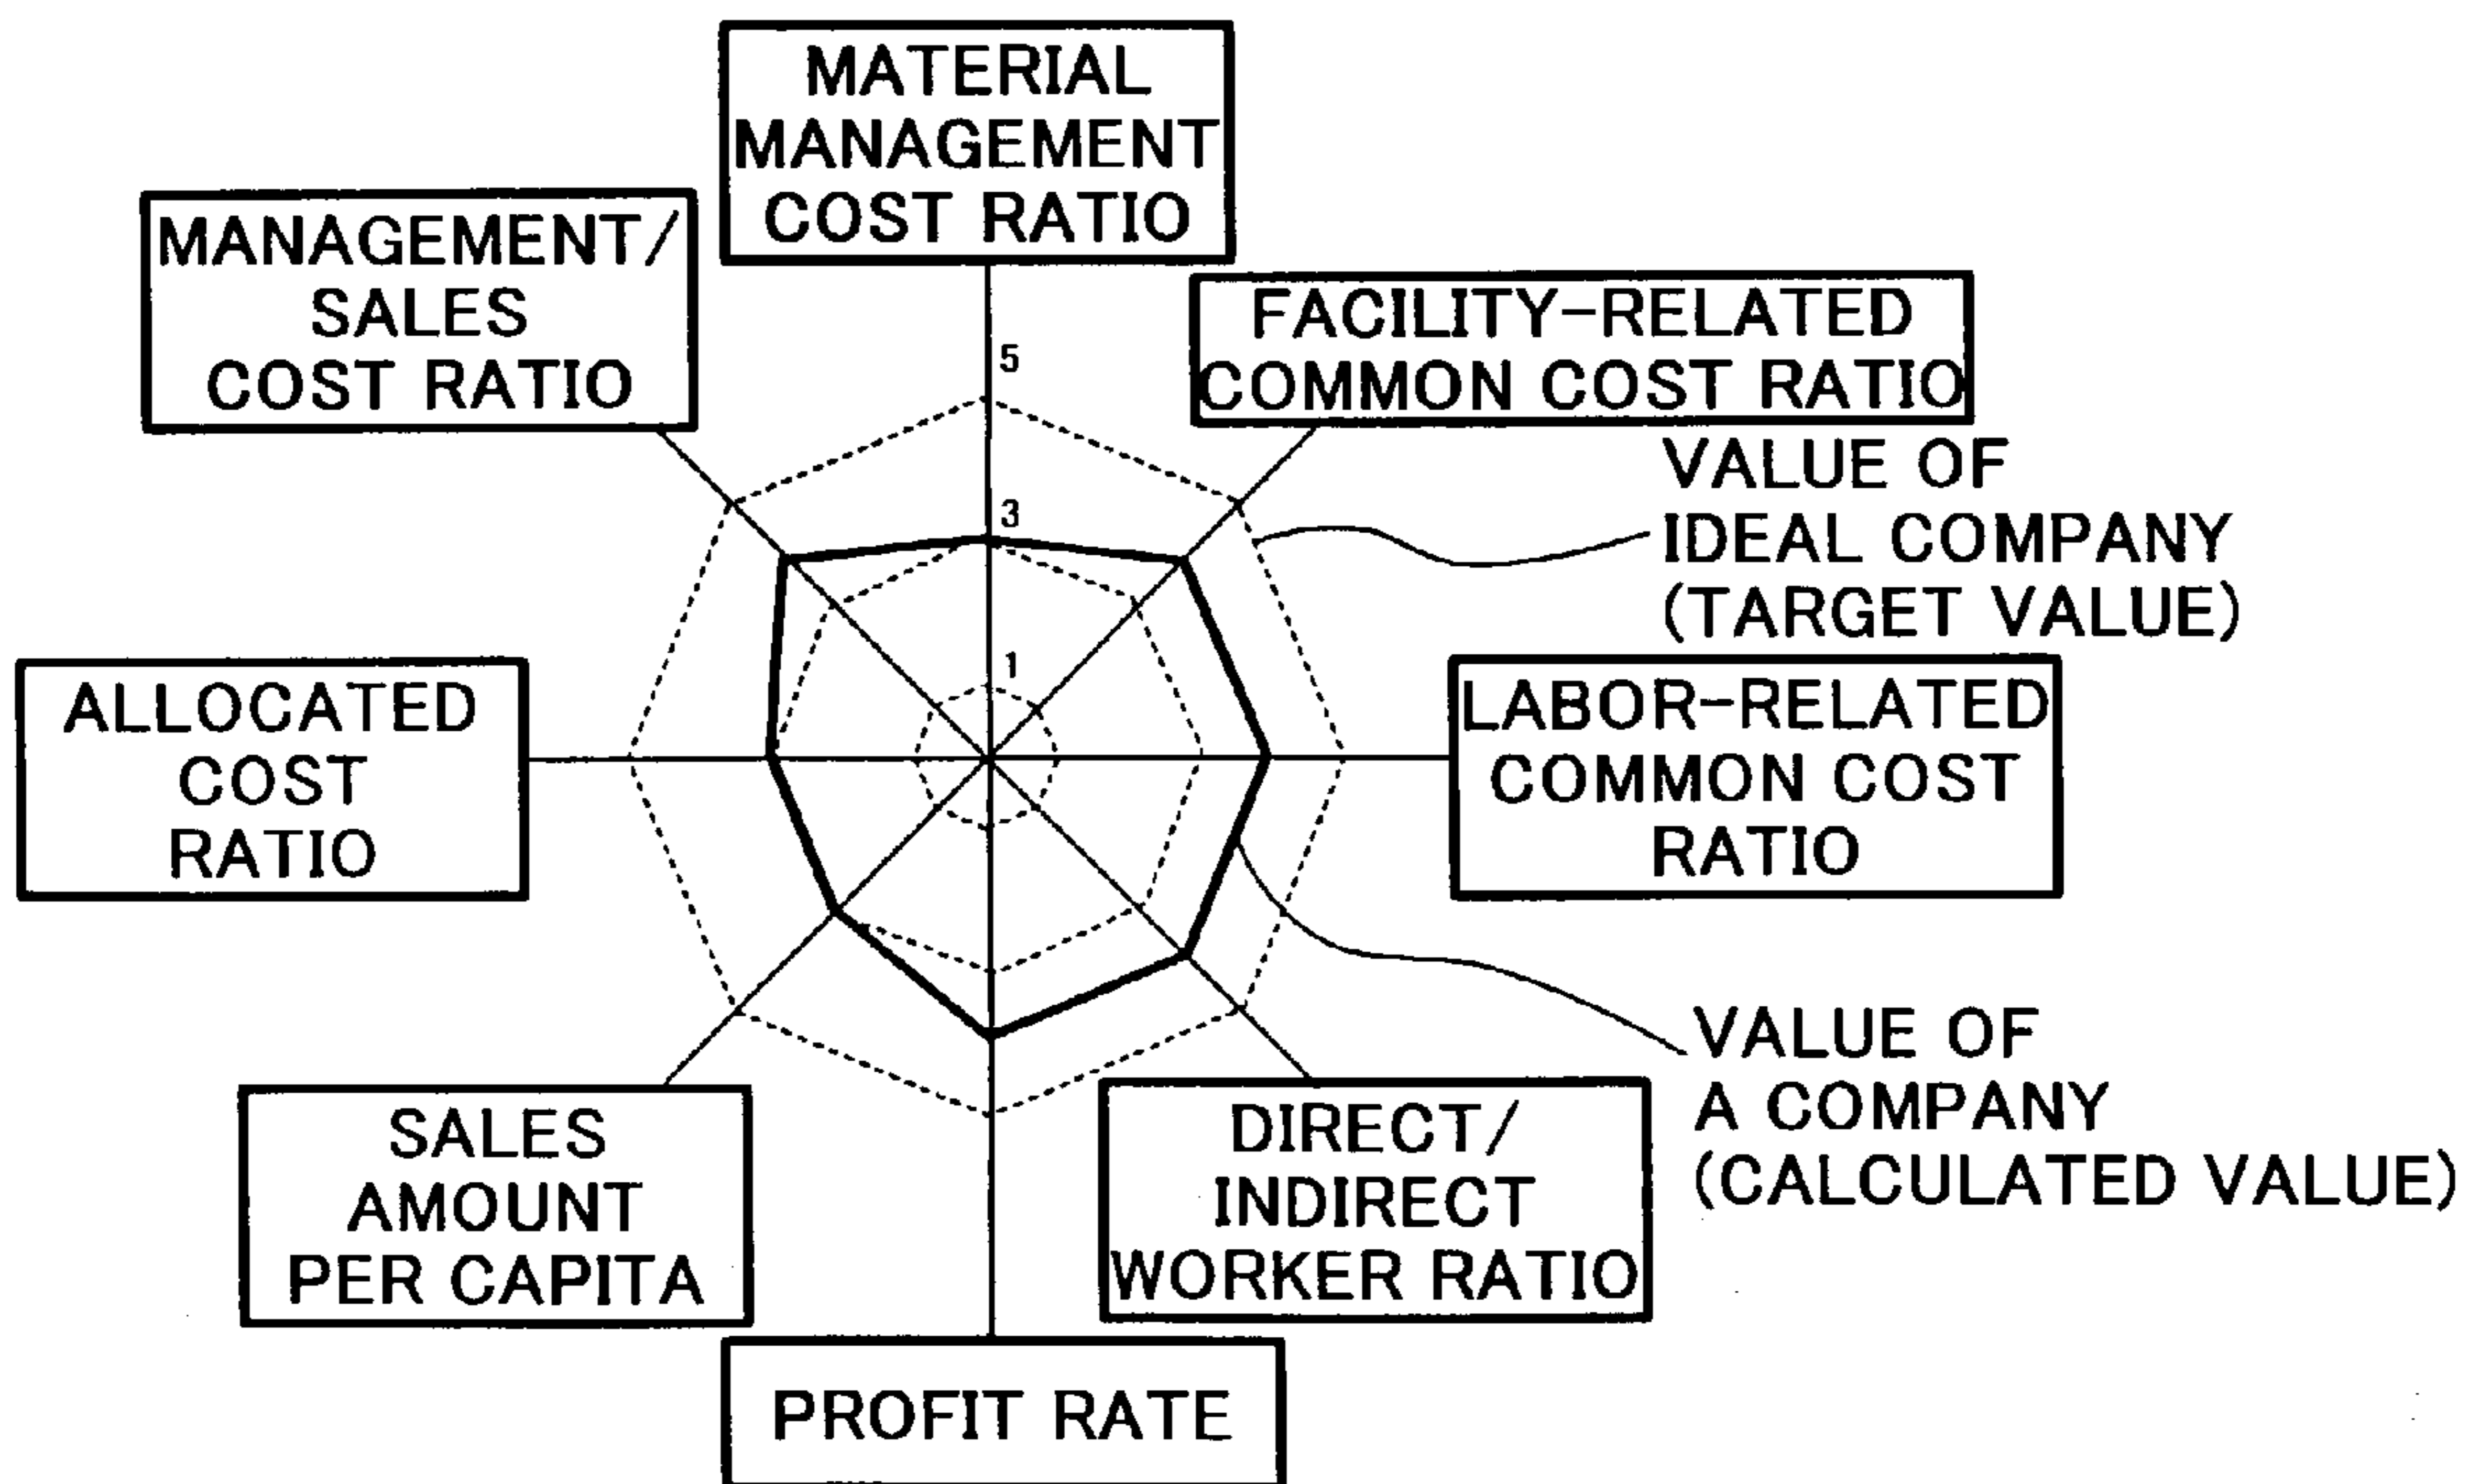 MATERIAL
MANAGEMENT
COST RATIO
MANAGEMENT/
SALES
COST RATIO
FACILITY-RELATED
COMMON COST RATIO
5
3
1
VALUE OF
IDEAL COMPANY
(TARGET VALUE)
ALLOCATED
COST
RATIO
LABOR-RELATED
COMMON COST
RATIO
VALUE OF
A COMPANY
(CALCULATED VALUE)
SALES
AMOUNT
PER CAPITA
DIRECT/
INDIRECT
WORKER RATIO
PROFIT RATE